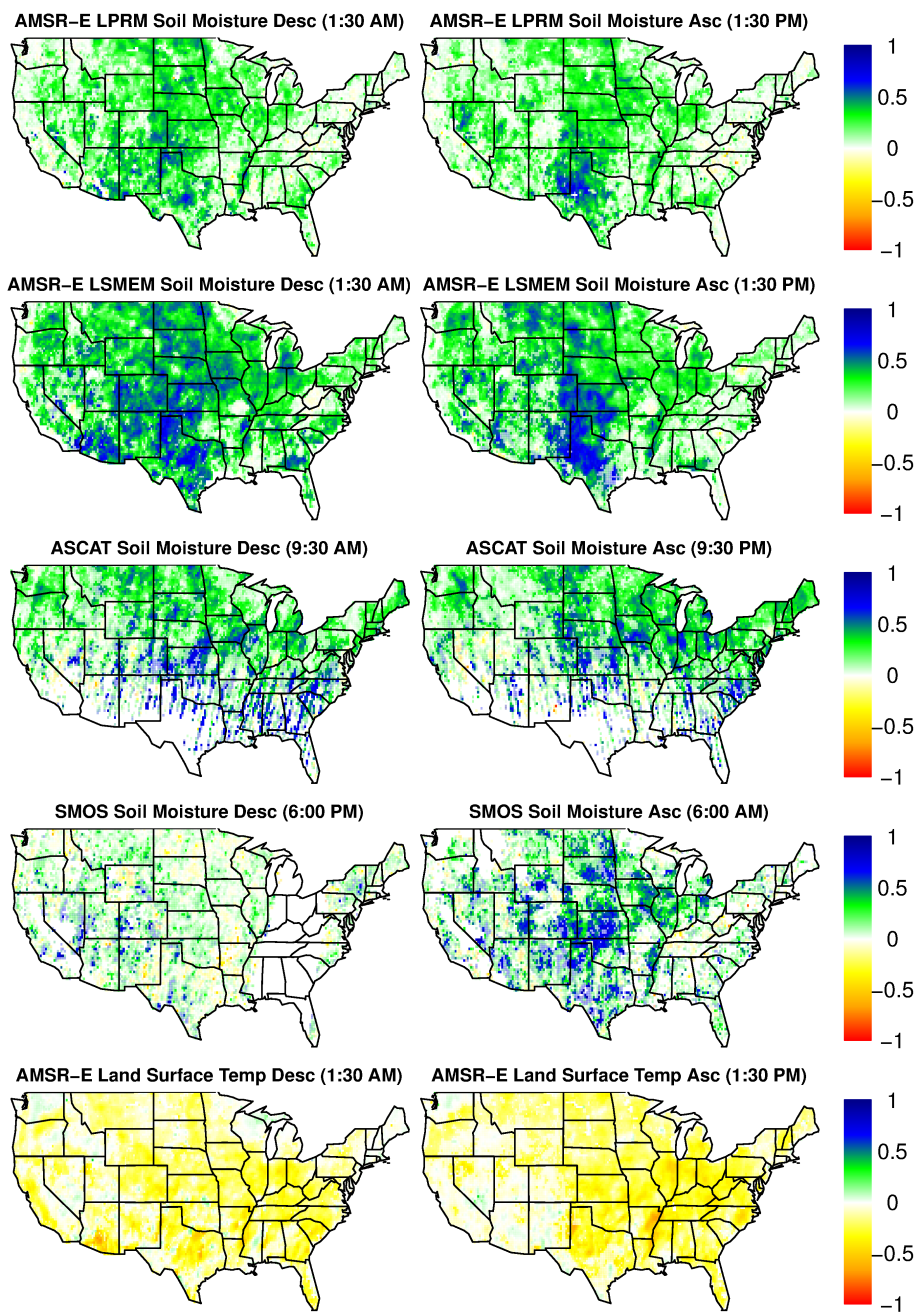 AMSR−E LPRM Soil Moisture Desc (1:30 AM)
AMSR−E LPRM Soil Moisture Asc (1:30 PM)
1
0.5
0
−0.5
−1
AMSR−E LSMEM Soil Moisture Desc (1:30 AM)
AMSR−E LSMEM Soil Moisture Asc (1:30 PM)
1
0.5
0
−0.5
−1
ASCAT Soil Moisture Desc (9:30 AM)
ASCAT Soil Moisture Asc (9:30 PM)
1
0.5
0
−0.5
−1
SMOS Soil Moisture Desc (6:00 PM)
SMOS Soil Moisture Asc (6:00 AM)
1
0.5
0
−0.5
−1
AMSR−E Land Surface Temp Desc (1:30 AM)
AMSR−E Land Surface Temp Asc (1:30 PM)
1
0.5
0
−0.5
−1